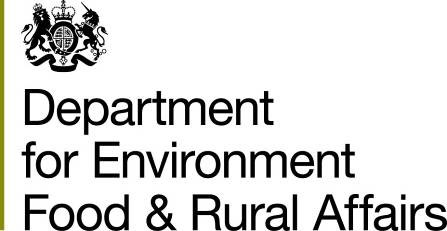 Department
for Environment
Food & Rural Affairs